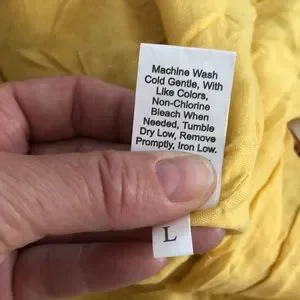 Machine Wash
Cold Gentle, With
Like Colors,
Non-Chlorine
Bleach When
Needed, Tumble
Dry Low, Remove
Promptly, Iron Low.
L